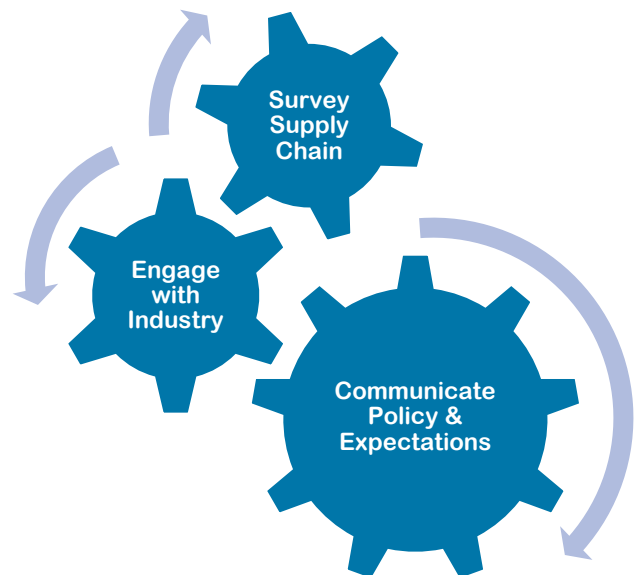 Survey
Supply
Chain
Engage
with
Industry
Communicate
Policy &
Expectations